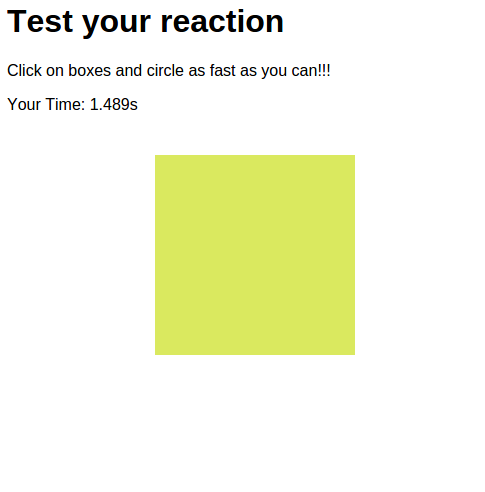 Test your reaction
Click on boxes and circle as fast as you can!!!
Your Time: 1.489s